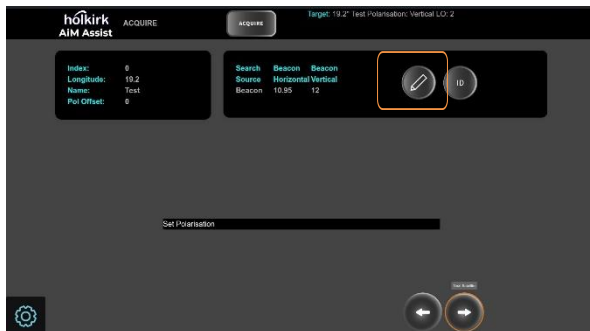 hólkirk
AiM Assist
ACQUIRE
ACQUIRE
Target: 19.2° Test Polarisation: Vertical LO: 2
Index: 0
Longitude: 19.2
Name: Test
Pol Offset: 0
Search Beacon Beacon
Source Horizontal Vertical
Beacon 10.95 12
ID
Set Polarisation